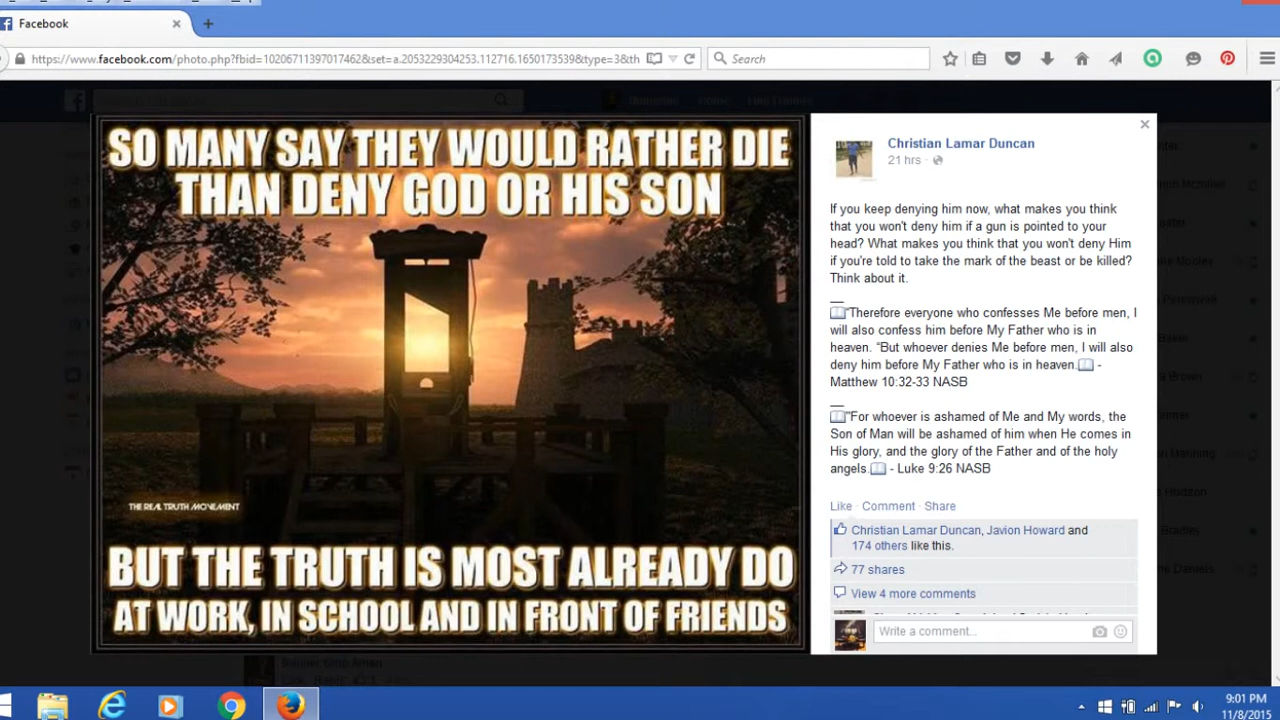 Facebook
https://www.facebook.com/photo.php?fbid=10206711397017462&set=a.2053229304253.112716.1650173539&type=3&th
Search
SO MANY SAY THEY WOULD RATHER DIE
THAN DENY GOD OR HIS SON
THE REAL TRUTH MOVEMENT
BUT THE TRUTH IS MOST ALREADY DO
AT WORK, IN SCHOOL AND IN FRONT OF FRIENDS
Christian Lamar Duncan
21 hrs ·
If you keep denying him now, what makes you think
that you won't deny him if a gun is pointed to your
head? What makes you think that you won't deny Him
if you're told to take the mark of the beast or be killed?
Think about it.
"Therefore everyone who confesses Me before men, I
will also confess him before My Father who is in
heaven. "But whoever denies Me before men, I will also
deny him before My Father who is in heaven. -
Matthew 10:32-33 NASB
"For whoever is ashamed of Me and My words, the
Son of Man will be ashamed of him when He comes in
His glory, and the glory of the Father and of the holy
angels. - Luke 9:26 NASB
Like · Comment · Share
Christian Lamar Duncan, Javion Howard and
174 others like this.
77 shares
View 4 more comments
Write a comment...
Home
Brown
Manning
Hodgson
9:01 PM
11/8/2015